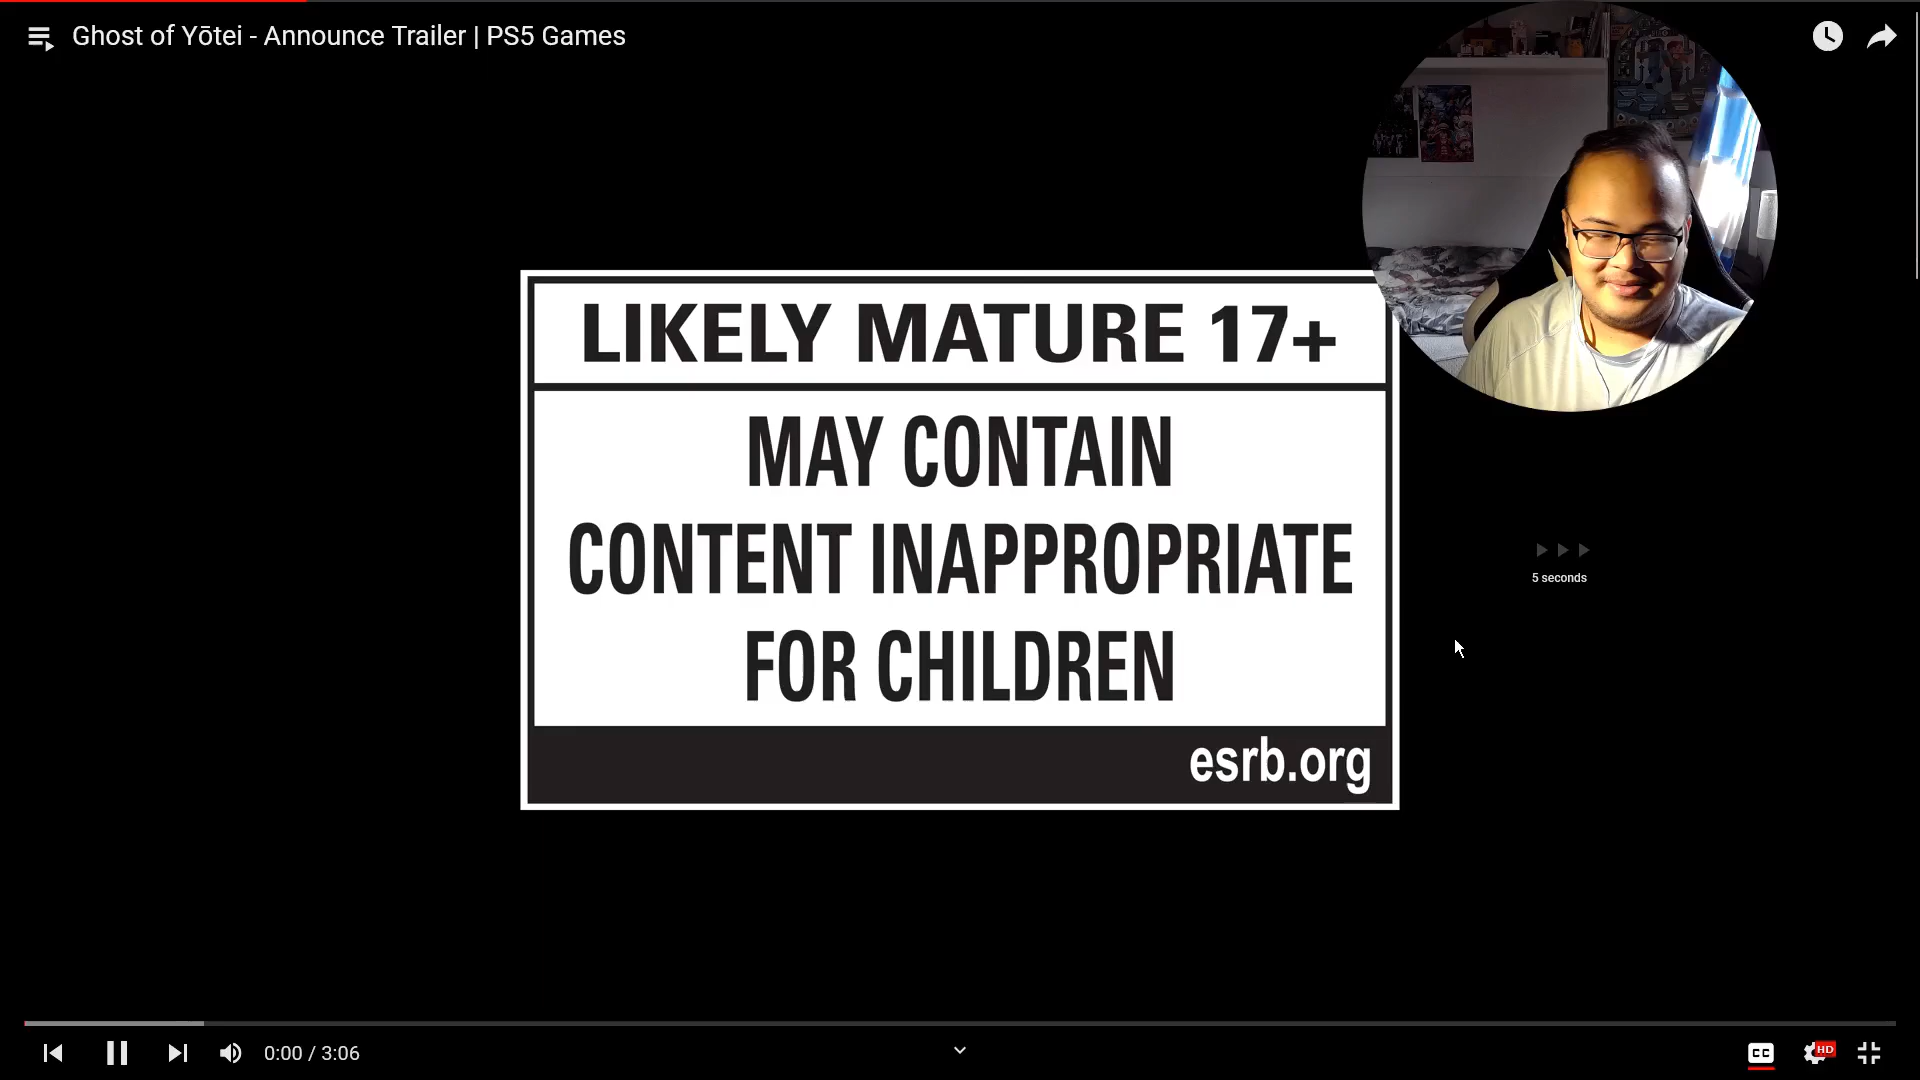 Ghost of Yōtei - Announce Trailer | PS5 Games
LIKELY MATURE 17+
MAY CONTAIN
CONTENT INAPPROPRIATE
FOR CHILDREN
esrb.org
5 seconds
0:00 / 3:06
CC
HD